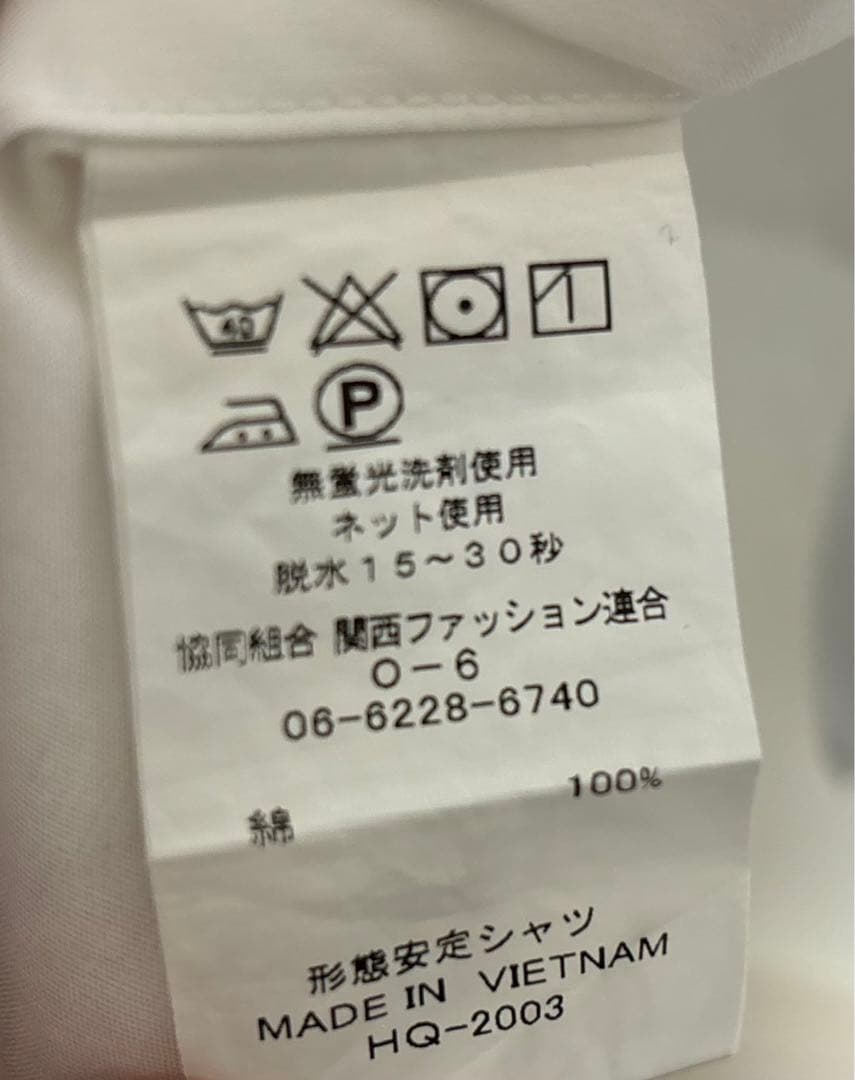 40
P
無蛍光洗剤使用
ネット使用
脱水15～30秒
協同組合 関西ファッション連合
O-6
06-6228-6740
綿 100%
形態安定シャツ
MADE IN VIETNAM
HQ-2003